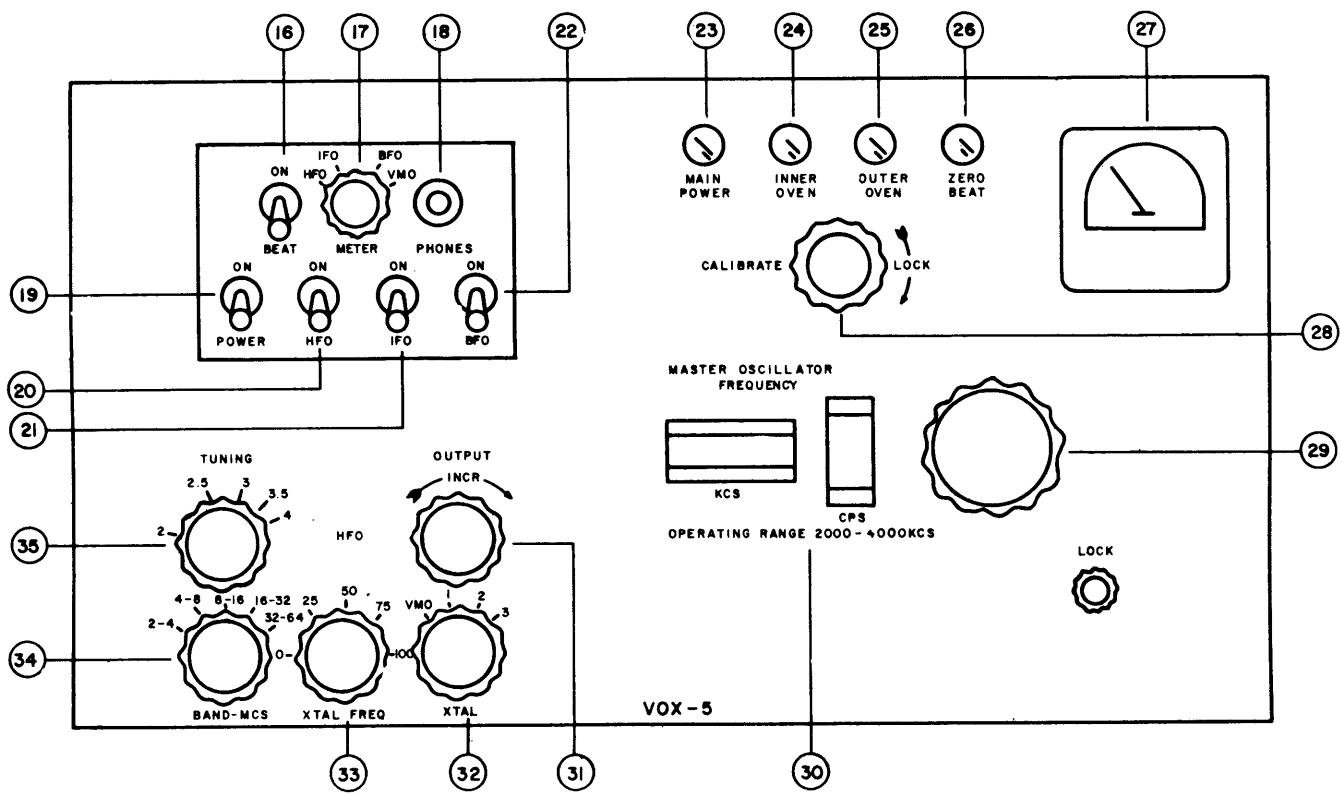 16 17 18 22 23 24 25 26 27
IFO BFO
HFO VMO
ON
BEAT METER PHONES
ON ON ON ON
POWER HFO IFO BFO
19
20
21
MAIN POWER
INNER OVEN
OUTER OVEN
ZERO BEAT
CALIBRATE LOCK
28
MASTER OSCILLATOR
FREQUENCY
KCS
CPS
29
OPERATING RANGE 2000-4000KCS
LOCK
TUNING
2 2.5 3 3.5 4
35
HFO
OUTPUT
INCR
2-4 4-8 8-16 16-32 32-64
34
BAND-MCS
0 25 50 75 100
XTAL FREQ
VMO 1 2 3
XTAL
VOX-5
33 32 31 30